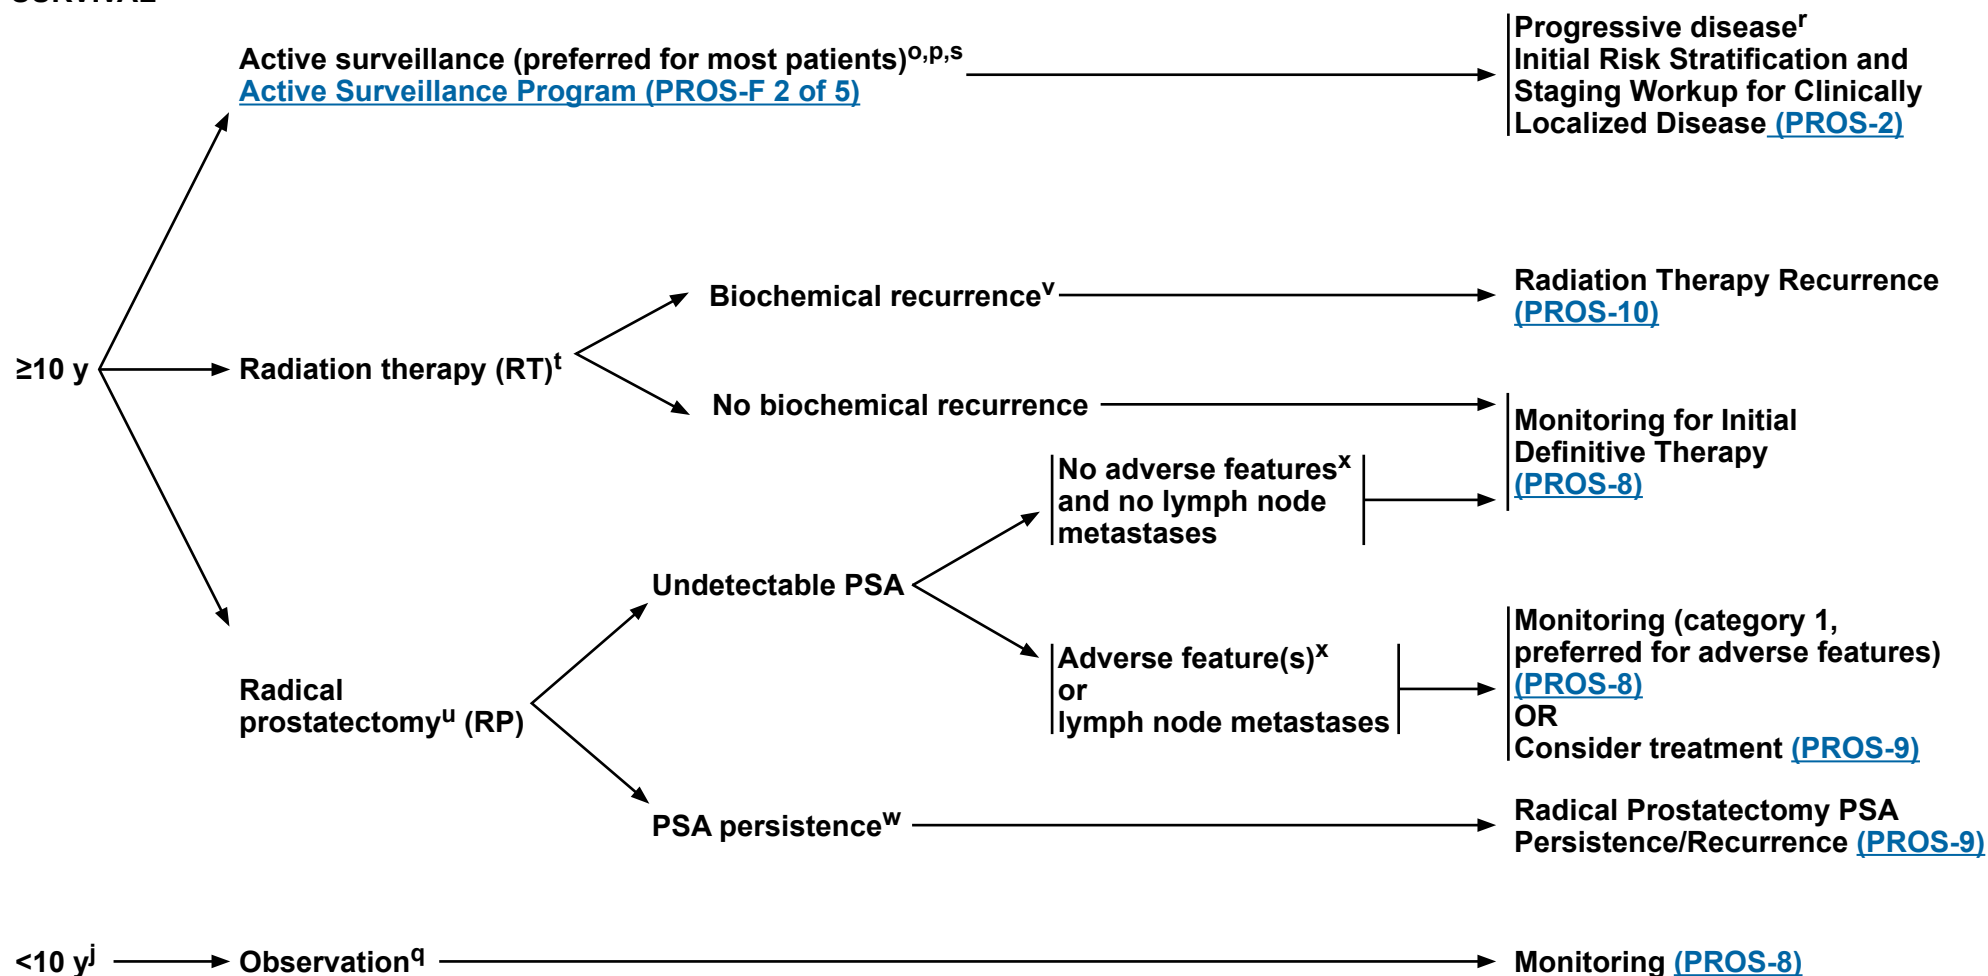 Active surveillance (preferred for most patients)o,p,s
Active Surveillance Program (PROS-F 2 of 5)
Progressive diseaser
Initial Risk Stratification and
Staging Workup for Clinically
Localized Disease (PROS-2)
≥10 y
Radiation therapy (RT)t
Biochemical recurrencev
Radiation Therapy Recurrence
(PROS-10)
No biochemical recurrence
Monitoring for Initial
Definitive Therapy
(PROS-8)
Radical
prostatectomyu (RP)
Undetectable PSA
No adverse featuresx
and no lymph node
metastases
Adverse feature(s)x
or
lymph node metastases
Monitoring (category 1,
preferred for adverse features)
(PROS-8)
OR
Consider treatment (PROS-9)
PSA persistencew
Radical Prostatectomy PSA
Persistence/Recurrence (PROS-9)
<10 yj
Observationq
Monitoring (PROS-8)